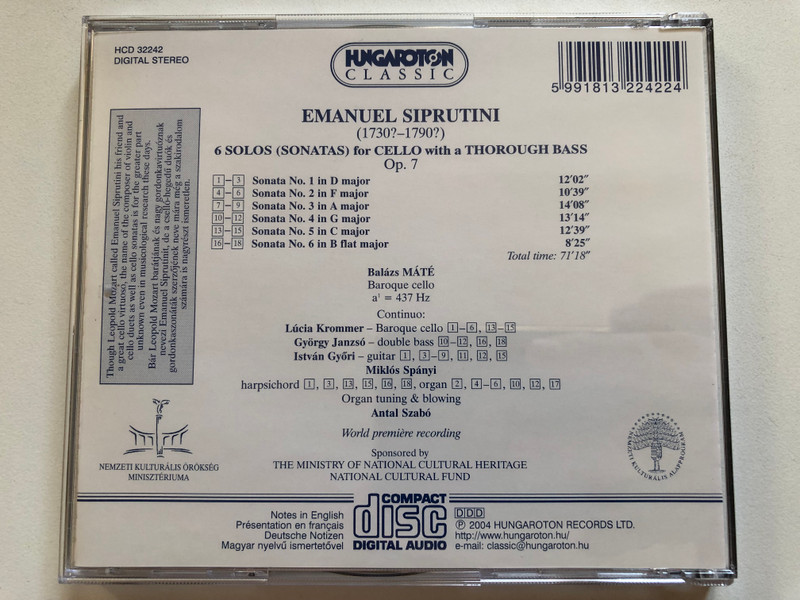 HCD 32242
DIGITAL STEREO
HUNGAROTON
CLASSIC
5 991813 224224
EMANUEL SIPRUTINI
(1730?–1790?)
6 SOLOS (SONATAS) for CELLO with a THOROUGH BASS
Op. 7
1–3 Sonata No. 1 in D major 12'02"
4–6 Sonata No. 2 in F major 10'39"
7–9 Sonata No. 3 in A major 14'08"
10–12 Sonata No. 4 in G major 13'14"
13–15 Sonata No. 5 in C major 12'39"
16–18 Sonata No. 6 in B flat major 8'25"
Total time: 71'18"
Though Leopold Mozart called Emanuel Siprutini his friend and
a great cello virtuoso, the name of the composer of violin and
cello duets as well as cello sonatas is for the greater part
unknown even in musicological research these days.
Bár Leopold Mozart barátjának és nagy gordonkavirtuóznak
nevezi Emanuel Siprutinit, de a cselló-hegedű duók és
gordonkaszonáták szerzőjének neve mára még a szakirodalom
számára is nagyrészt ismeretlen.
Balázs MÁTÉ
Baroque cello
a¹ = 437 Hz
Continuo:
Lúcia Krommer – Baroque cello 1–6, 13–15
György Janzsó – double bass 10–12, 16, 18
István Győri – guitar 1, 3–9, 11, 12, 15
Miklós Spányi
harpsichord 1, 3, 13, 15, 16, 18, organ 2, 4–6, 10, 12, 17
Organ tuning & blowing
Antal Szabó
World première recording
Sponsored by
THE MINISTRY OF NATIONAL CULTURAL HERITAGE
NATIONAL CULTURAL FUND
NEMZETI KULTURÁLIS ÖRÖKSÉG
MINISZTÉRIUMA
NEMZETI KULTURÁLIS ALAPPROGRAM
Notes in English
Présentation en français
Deutsche Notizen
Magyar nyelvű ismertetővel
COMPACT
disc
DIGITAL AUDIO
DDD
℗ 2004 HUNGAROTON RECORDS LTD.
http://www.hungaroton.hu/
e-mail: classic@hungaroton.hu